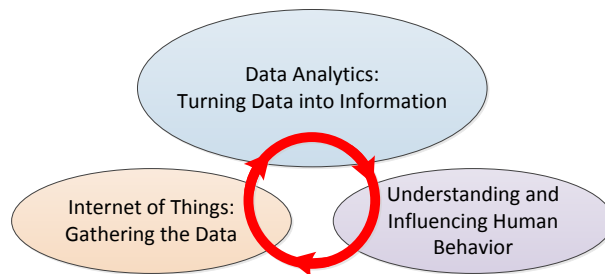 Data Analytics:
Turning Data into Information
Internet of Things:
Gathering the Data
Understanding and
Influencing Human
Behavior